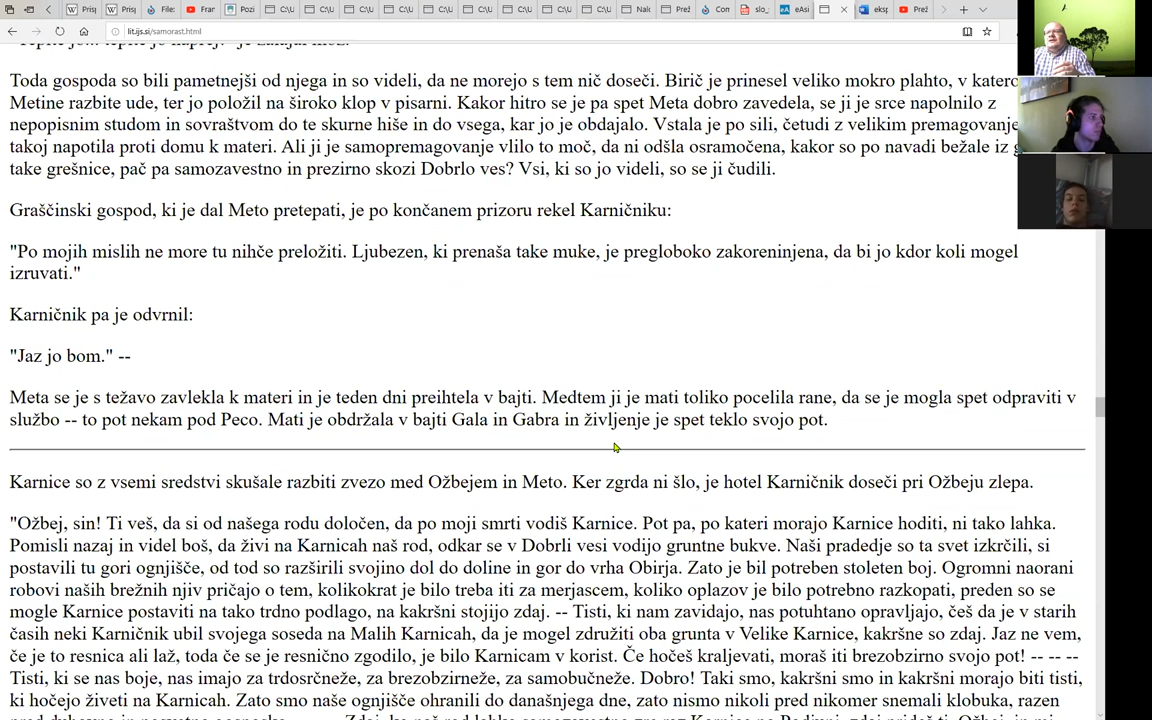 Prisj
Prisj
File:
Fran
Pozi
C:\U
C:\U
C:\U
C:\U
C:\U
C:\U
C:\U
C:\U
C:\U
Nalo
Prež
Con
slo_
eAsi
eksp
Prež
lit.ijs.si/samorast.html
Toda gospoda so bili pametnejši od njega in so videli, da ne morejo s tem nič doseči. Birič je prinesel veliko mokro plahto, v katero
Metine razbite ude, ter jo položil na široko klop v pisarni. Kakor hitro se je pa spet Meta dobro zavedela, se ji je srce napolnilo z
nepopisnim studom in sovraštvom do te skurne hiše in do vsega, kar jo je obdajalo. Vstala je po sili, četudi z velikim premagovanje
takoj napotila proti domu k materi. Ali ji je samopremagovanje vlilo to moč, da ni odšla osramočena, kakor so po navadi bežale iz g
take grešnice, pač pa samozavestno in prezirno skozi Dobrlo ves? Vsi, ki so jo videli, so se ji čudili.
Graščinski gospod, ki je dal Meto pretepati, je po končanem prizoru rekel Karničniku:
"Po mojih mislih ne more tu nihče preložiti. Ljubezen, ki prenaša take muke, je pregloboko zakoreninjena, da bi jo kdor koli mogel
izruvati."
Karničnik pa je odvrnil:
"Jaz jo bom." --
Meta se je s težavo zavlekla k materi in je teden dni preihtela v bajti. Medtem ji je mati toliko pocelila rane, da se je mogla spet odpraviti v
službo -- to pot nekam pod Peco. Mati je obdržala v bajti Gala in Gabra in življenje je spet teklo svojo pot.
Karnice so z vsemi sredstvi skušale razbiti zvezo med Ožbejem in Meto. Ker zgrda ni šlo, je hotel Karničnik doseči pri Ožbeju zlepa.
"Ožbej, sin! Ti veš, da si od našega rodu določen, da po moji smrti vodiš Karnice. Pot pa, po kateri morajo Karnice hoditi, ni tako lahka.
Pomisli nazaj in videl boš, da živi na Karnicah naš rod, odkar se v Dobrli vesi vodijo gruntne bukve. Naši pradedje so ta svet izkrčili, si
postavili tu gori ognjišče, od tod so razširili svojino dol do doline in gor do vrha Obirja. Zato je bil potreben stoleten boj. Ogromni naorani
robovi naših brežnih njiv pričajo o tem, kolikokrat je bilo treba iti za merjascem, koliko oplazov je bilo potrebno razkopati, preden so se
mogle Karnice postaviti na tako trdno podlago, na kakršni stojijo zdaj. -- Tisti, ki nam zavidajo, nas potuhtano opravljajo, češ da je v starih
časih neki Karničnik ubil svojega soseda na Malih Karnicah, da je mogel združiti oba grunta v Velike Karnice, kakršne so zdaj. Jaz ne vem,
če je to resnica ali laž, toda če se je resnično zgodilo, je bilo Karnicam v korist. Če hočeš kraljevati, moraš iti brezobzirno svojo pot! -- -- --
Tisti, ki se nas boje, nas imajo za trdosrčneže, za brezobzirneže, za samobučneže. Dobro! Taki smo, kakršni smo in kakršni morajo biti tisti,
ki hočejo živeti na Karnicah. Zato smo naše ognjišče ohranili do današnjega dne, zato nismo nikoli pred nikomer snemali klobuka, razen